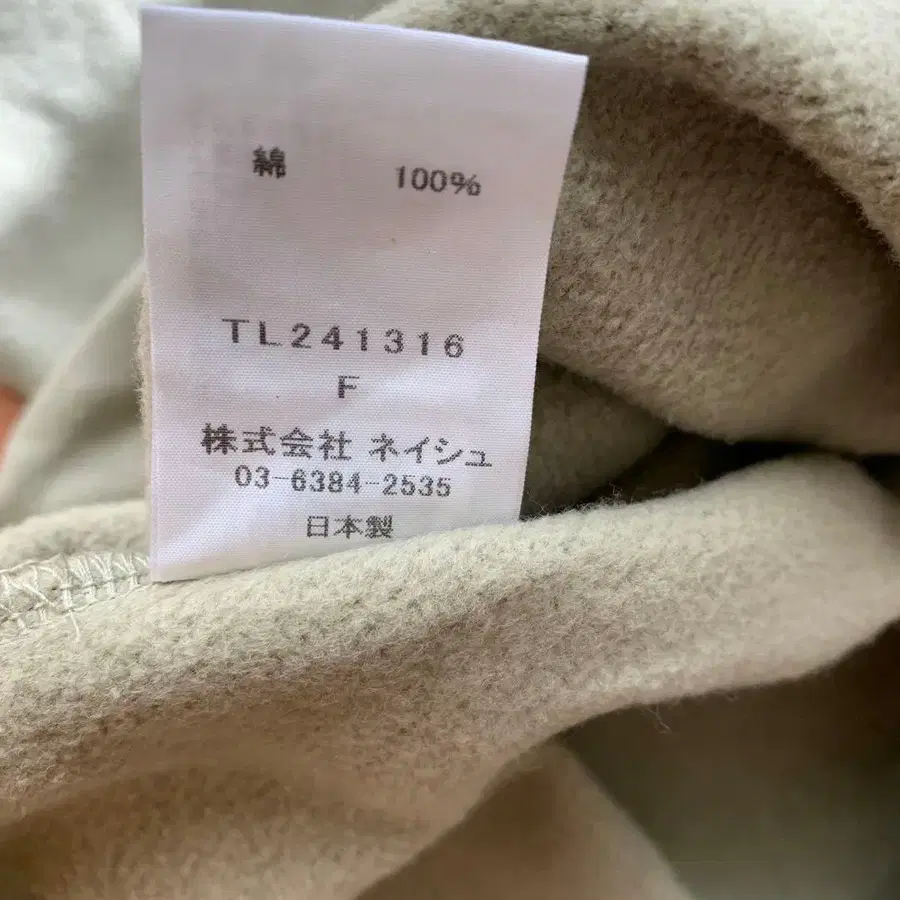 綿 100%
TL241316
F
株式会社 ネイシュ
03-6384-2535
日本製